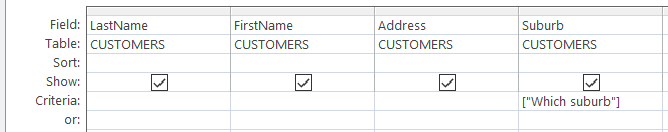 Field: LastName FirstName Address Suburb
Table: CUSTOMERS CUSTOMERS CUSTOMERS CUSTOMERS
Sort:
Show:
Criteria: ["Which suburb"]
or: